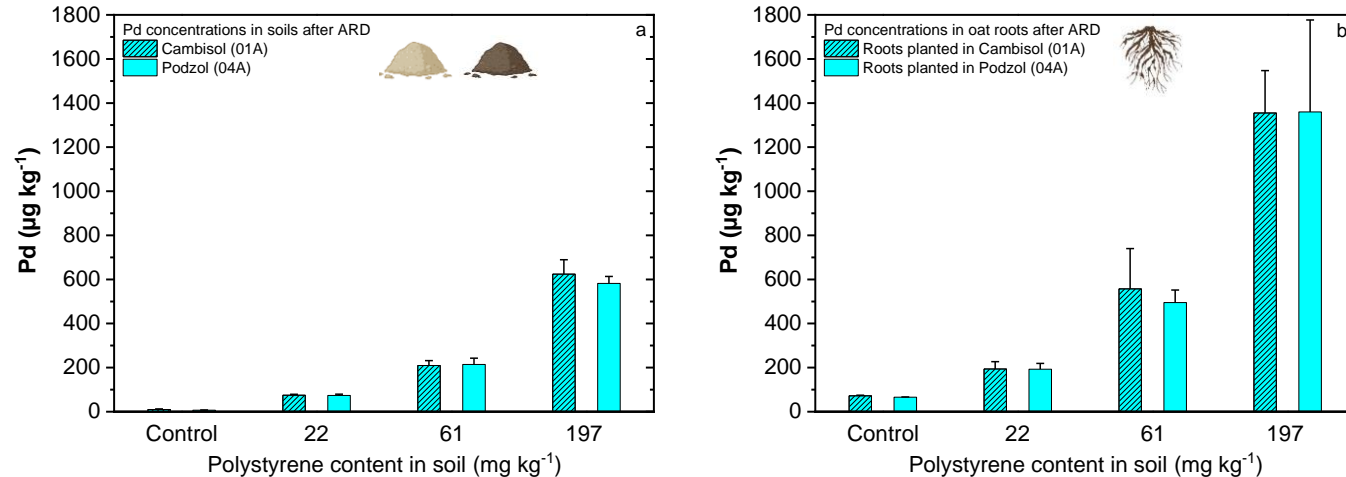 Pd concentrations in soils after ARD
Cambisol (01A)
Podzol (04A)
a
1800
1600
1400
1200
1000
800
600
400
200
0
Pd (µg kg⁻¹)
Control 22 61 197
Polystyrene content in soil (mg kg⁻¹)
Pd concentrations in oat roots after ARD
Roots planted in Cambisol (01A)
Roots planted in Podzol (04A)
b
1800
1600
1400
1200
1000
800
600
400
200
0
Pd (µg kg⁻¹)
Control 22 61 197
Polystyrene content in soil (mg kg⁻¹)